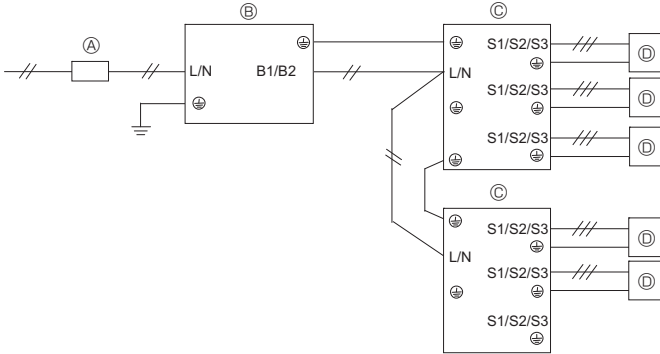 Ⓐ
Ⓑ
L/N
B1/B2
Ⓒ
L/N
S1/S2/S3
Ⓓ
S1/S2/S3
Ⓓ
S1/S2/S3
Ⓓ
Ⓒ
L/N
S1/S2/S3
Ⓓ
S1/S2/S3
Ⓓ
S1/S2/S3